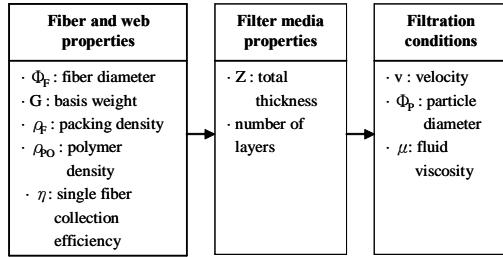 Fiber and web
properties
· Φ_F : fiber diameter
· G : basis weight
· ρ_F : packing density
· ρ_PO : polymer
density
· η : single fiber
collection
efficiency
Filter media
properties
· Z : total
thickness
· number of
layers
Filtration
conditions
· v : velocity
· Φ_P : particle
diameter
· μ : fluid
viscosity